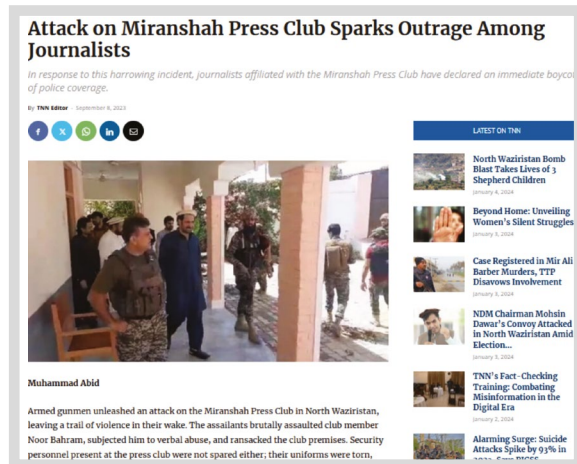 Attack on Miranshah Press Club Sparks Outrage Among
Journalists
In response to this harrowing incident, journalists affiliated with the Miranshah Press Club have declared an immediate boycot
of police coverage.
By TNN Editor - September 6, 2023
LATEST ON TNN
North Waziristan Bomb
Blast Takes Lives of 3
Shepherd Children
January 4, 2024
Beyond Home: Unveiling
Women's Silent Struggles
January 3, 2024
Case Registered in Mir Ali
Barber Murders, TTP
Disavows Involvement
January 3, 2024
NDM Chairman Mohsin
Dawar's Convoy Attacked
in North Waziristan Amid
Election...
January 3, 2024
TNN's Fact-Checking
Training: Combating
Misinformation in the
Digital Era
January 2, 2024
Alarming Surge: Suicide
Attacks Spike by 93% in
Muhammad Abid
Armed gunmen unleashed an attack on the Miranshah Press Club in North Waziristan,
leaving a trail of violence in their wake. The assailants brutally assaulted club member
Noor Bahram, subjected him to verbal abuse, and ransacked the club premises. Security
personnel present at the press club were not spared either; their uniforms were torn,